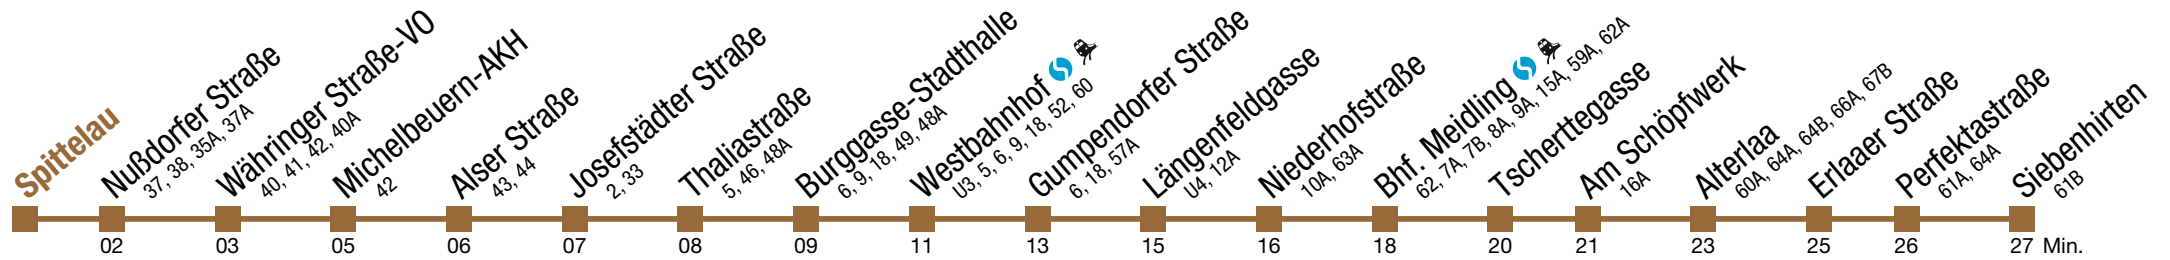 Spittelau
Nußdorfer Straße
37, 38, 35A, 37A
Währinger Straße-VO
40, 41, 42, 40A
Michelbeuern-AKH
42
Alser Straße
43, 44
Josefstädter Straße
2, 33
Thaliastraße
5, 46, 48A
Burggasse-Stadthalle
6, 9, 18, 49, 48A
Westbahnhof
U3, 5, 6, 9, 18, 52, 60
Gumpendorfer Straße
6, 18, 57A
Längenfeldgasse
U4, 12A
Niederhofstraße
10A, 63A
Bhf. Meidling
62, 7A, 7B, 8A, 9A, 15A, 59A, 62A
Tscherttegasse
Am Schöpfwerk
16A
Alterlaa
60A, 64A, 64B, 66A, 67B
Erlaaer Straße
Perfektastraße
61A, 64A
Siebenhirten
61B
02 03 05 06 07 08 09 11 13 15 16 18 20 21 23 25 26 27 Min.